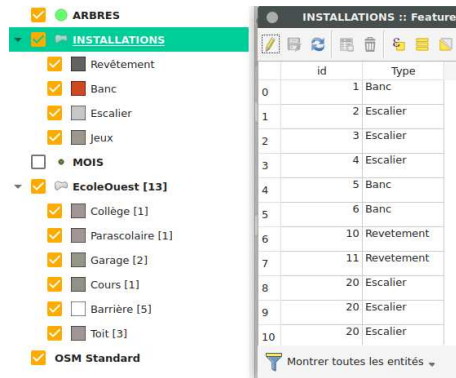 ARBRES
INSTALLATIONS
Revêtement
Banc
Escalier
Jeux
MOIS
EcoleOuest [13]
Collège [1]
Parascolaire [1]
Garage [2]
Cours [1]
Barrière [5]
Toit [3]
OSM Standard
INSTALLATIONS :: Feature
id Type
0 1 Banc
1 2 Escalier
2 3 Escalier
3 4 Escalier
4 5 Banc
5 6 Banc
6 10 Revetement
7 11 Revetement
8 20 Escalier
9 20 Escalier
10 20 Escalier
Montrer toutes les entités